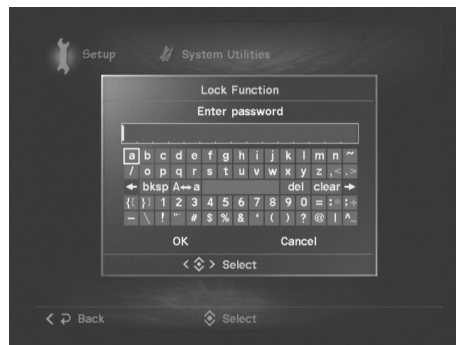 Setup System Utilities
Lock Function
Enter password
a b c d e f g h i j k l m n ~
/ o p q r s t u v w x y z ,< .>
← bksp A↔a del clear →
{[ }] 1 2 3 4 5 6 7 8 9 0 = :* ;+
– \ ! " # $ % & ' ( ) ? @ | ^_
OK Cancel
< > Select
< Back Select